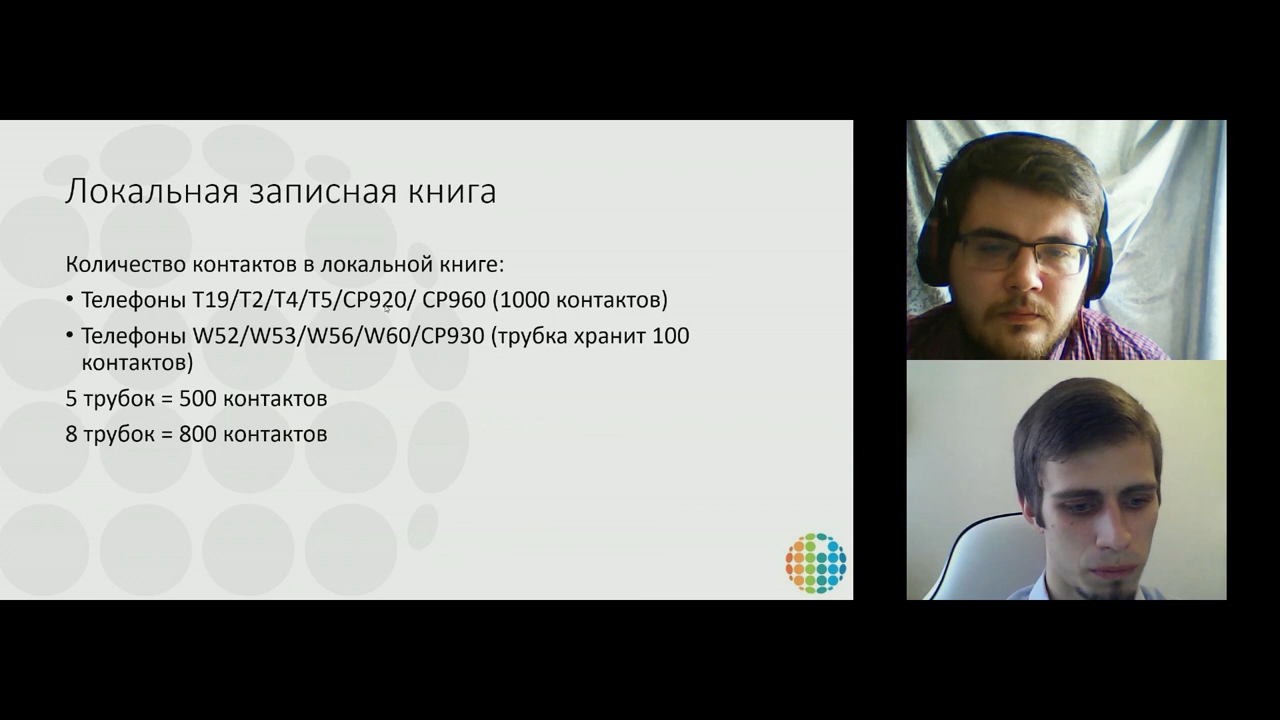 Локальная записная книга
Количество контактов в локальной книге:
• Телефоны T19/T2/T4/T5/CP920/ CP960 (1000 контактов)
• Телефоны W52/W53/W56/W60/CP930 (трубка хранит 100
контактов)
5 трубок = 500 контактов
8 трубок = 800 контактов